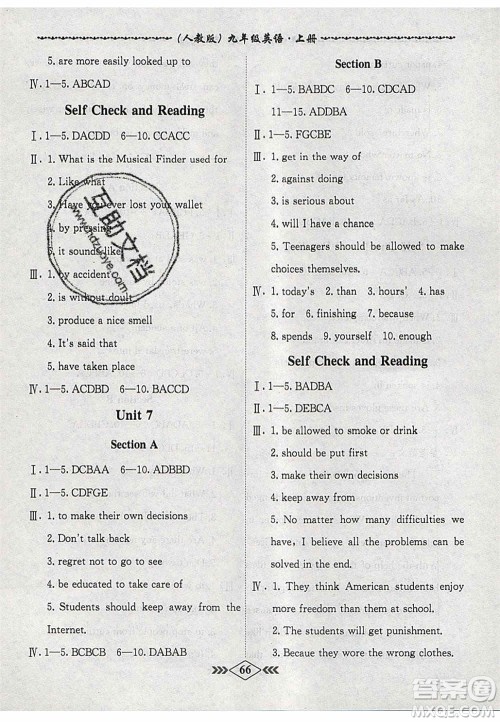 (人教版) 九年级英语·上册
5. are more easily looked up to
Ⅳ. 1—5. ABCAD
Self Check and Reading
Ⅰ. 1—5. DACDD 6—10. CCACC
Ⅱ. 1. What is the Musical Finder used for
2. Like what
3. Have you ever lost your wallet
4. by pressing
5. it sounds like
Ⅲ. 1. by accident
2. is without doult
3. produce a nice smell
4. It's said that
5. have taken place
Ⅳ. 1—5. ACDBD 6—10. BACCD
Unit 7
Section A
Ⅰ. 1—5. DCBAA 6—10. ADBBD
Ⅱ. 1—5. CDFGE
Ⅲ. 1. to make their own decisions
2. Don't talk back
3. regret not to go to see
4. be educated to take care of
5. Students should keep away from the
Internet.
Ⅳ. 1—5. BCBCB 6—10. DABAB
Section B
Ⅰ. 1—5. BABDC 6—10. CDCAD
11—15. ADDBA
Ⅱ. 1—5. FGCBE
Ⅲ. 1. get in the way of
2. against doing
3. is serious about
4. will have a chance
5. Teenagers should be allowed to make
choices themselves.
Ⅳ. 1. today's 2. than 3. hours' 4. has
5. for 6. finishing 7. because
8. spends 9. yourself 10. enough
Self Check and Reading
Ⅰ. 1—5. BADBA
Ⅱ. 1—5. DEBCA
Ⅲ. 1. be allowed to smoke or drink
2. should be put first
3. make their own decisions
4. keep away from
5. No matter how many difficulties we
have, I believe all the problems can be
solved in the end.
Ⅳ. 1. They think American students enjoy
more freedom than them at school.
2. The students will get punishment.
3. Becaue they wore the wrong clothes.
66
互助文档
www.hdzuoye.com
作业精灵